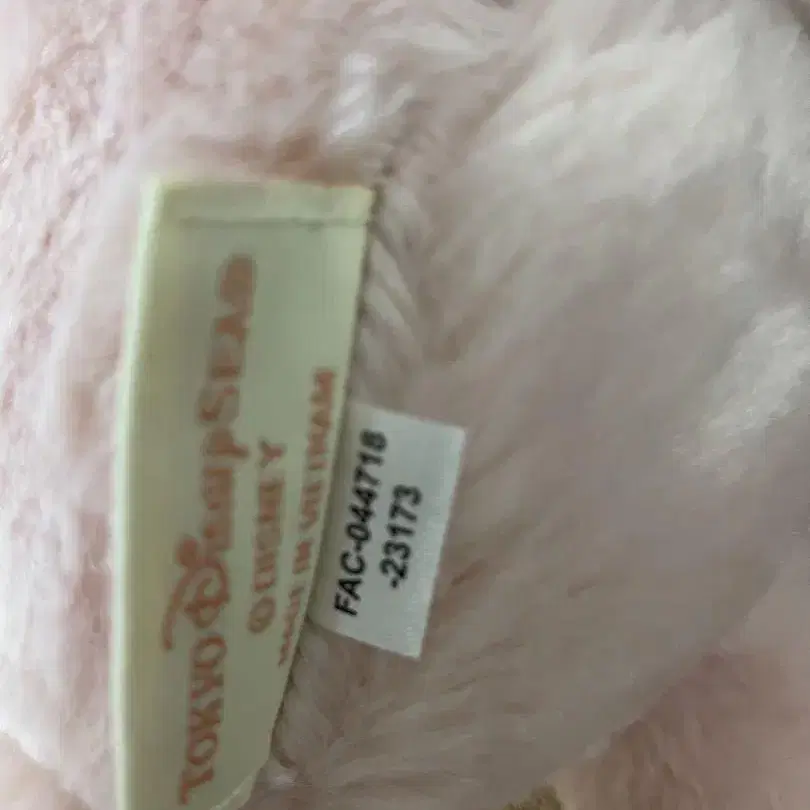 TOKYO DisneySEA
© DISNEY
MADE IN VIETNAM
FAC-044718
-23173